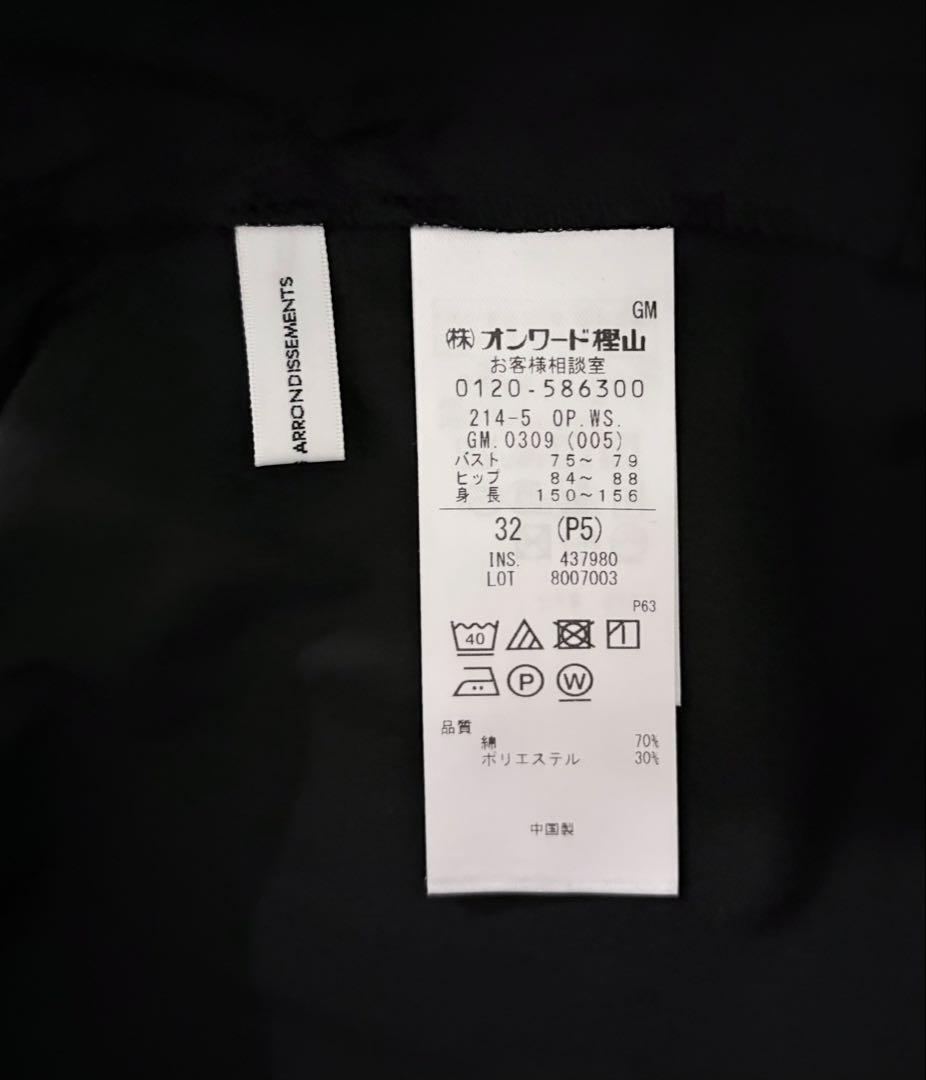 ARRONDISSEMENTS
GM
㈱オンワード樫山
お客様相談室
0120-586300
214-5 OP.WS.
GM.0309 (005)
バスト 75～ 79
ヒップ 84～ 88
身長 150～156
32 (P5)
INS. 437980
LOT 8007003
P63
40
P W
品質
綿 70%
ポリエステル 30%
中国製